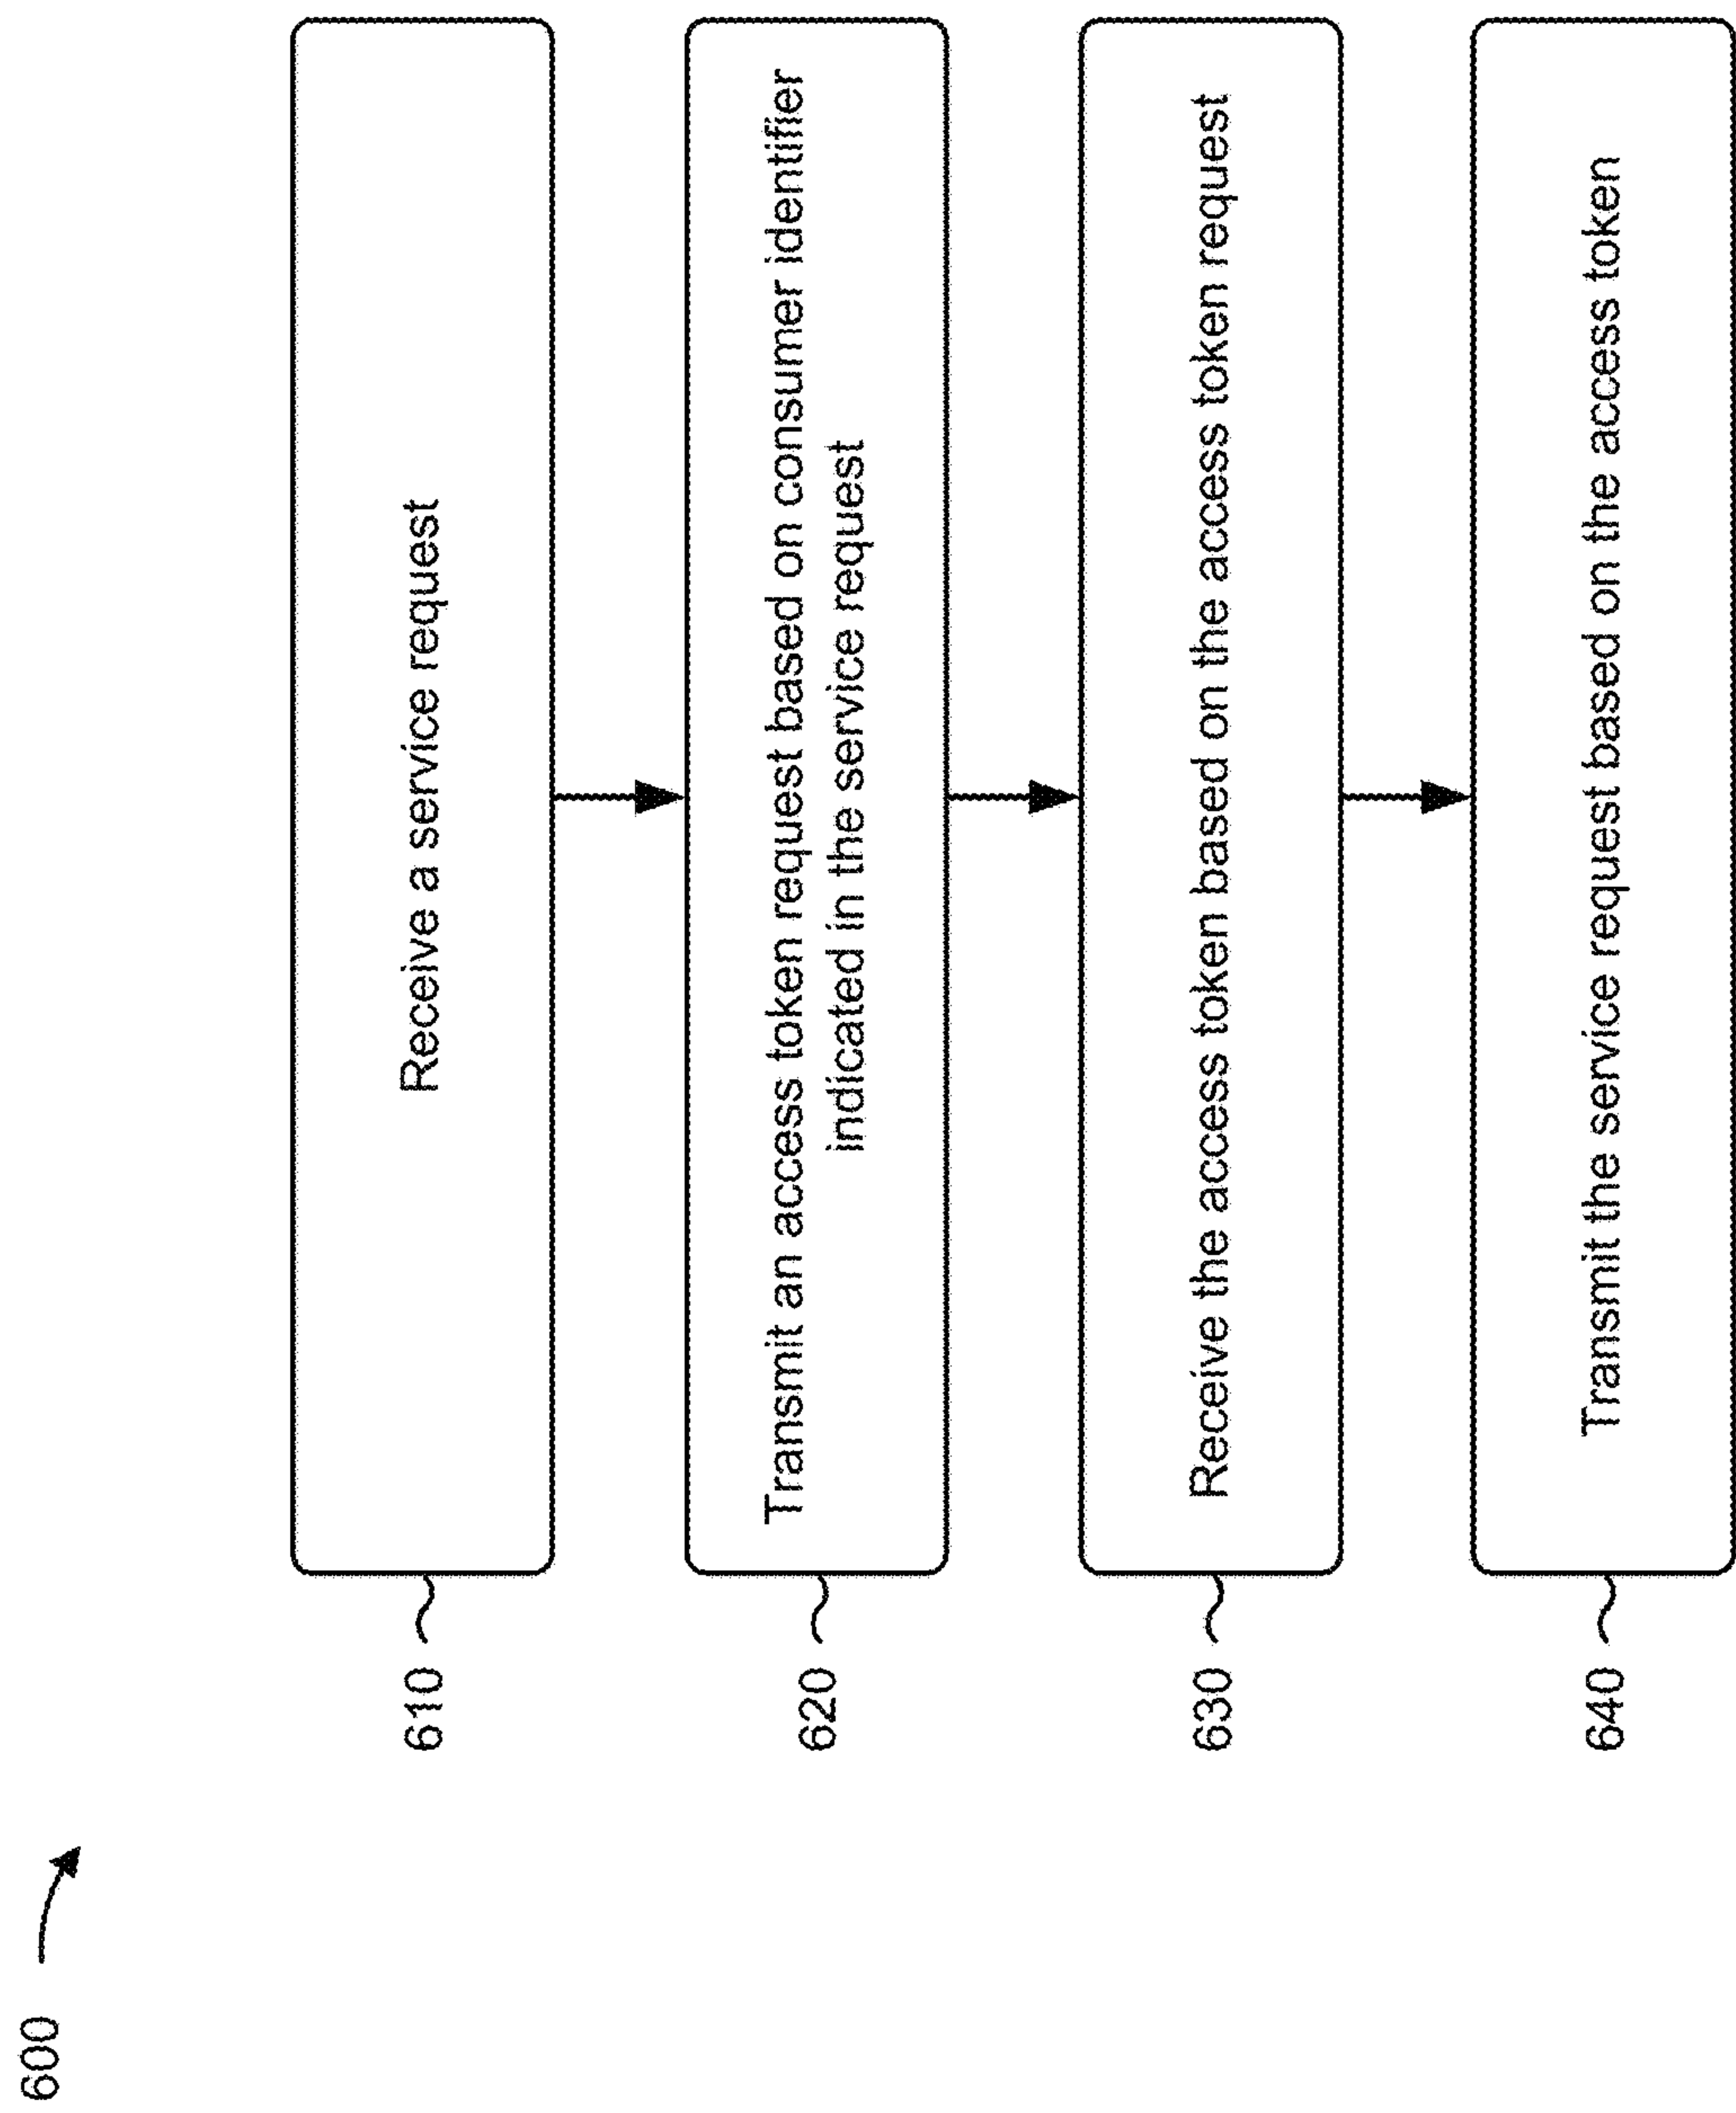 600
610
Receive a service request
620
Transmit an access token request based on consumer identifier
indicated in the service request
630
Receive the access token based on the access token request
640
Transmit the service request based on the access token